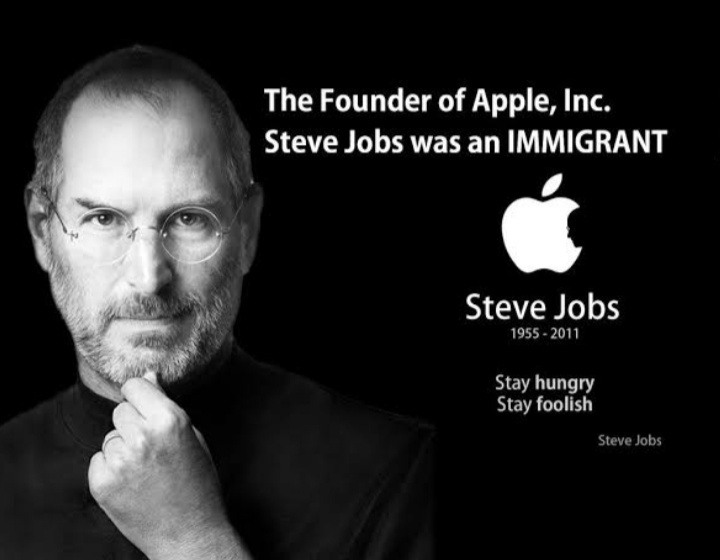 The Founder of Apple, Inc.
Steve Jobs was an IMMIGRANT
Steve Jobs
1955 - 2011
Stay hungry
Stay foolish
Steve Jobs